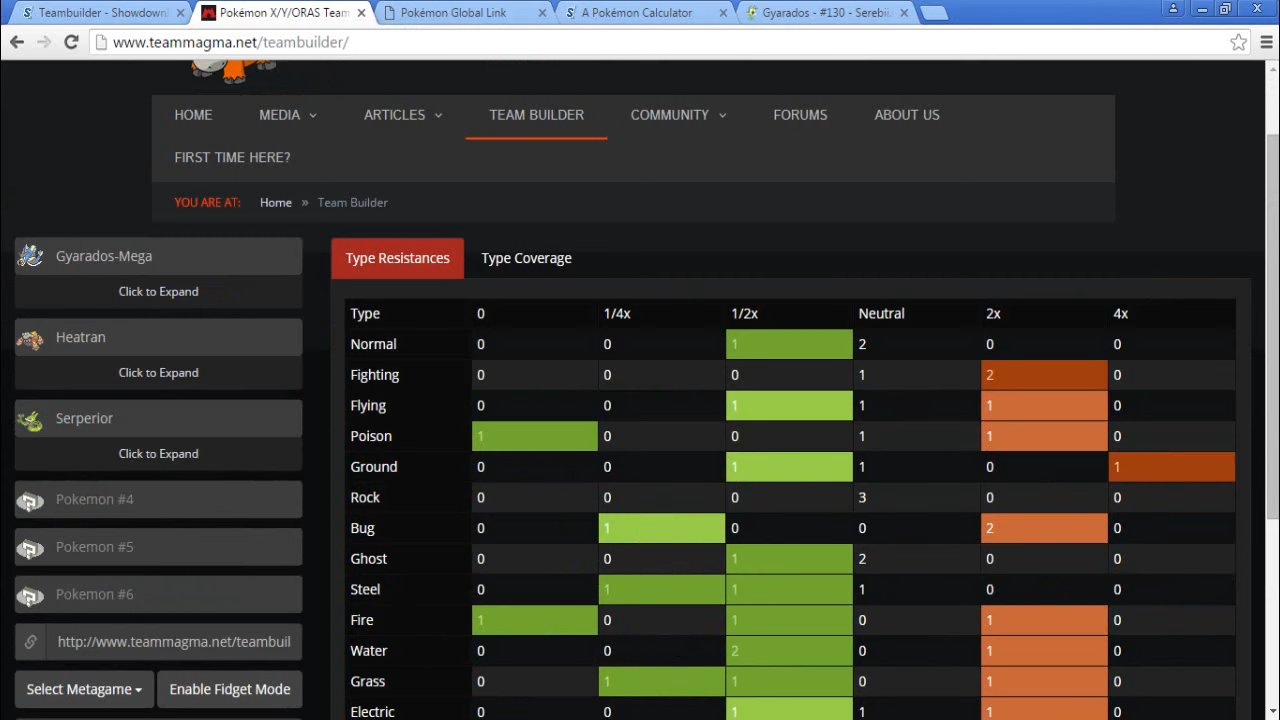 Teambuilder - Showdown! × Pokémon X/Y/ORAS Team × Pokémon Global Link × A Pokémon Calculator × Gyarados - #130 - Serebii ×
www.teammagma.net/teambuilder/
HOME MEDIA ARTICLES TEAM BUILDER COMMUNITY FORUMS ABOUT US
FIRST TIME HERE?
YOU ARE AT: Home » Team Builder
Gyarados-Mega
Click to Expand
Heatran
Click to Expand
Serperior
Click to Expand
Pokemon #4
Pokemon #5
Pokemon #6
http://www.teammagma.net/teambuil
Select Metagame Enable Fidget Mode
Type Resistances Type Coverage
Type 0 1/4x 1/2x Neutral 2x 4x
Normal 0 0 1 2 0 0
Fighting 0 0 0 1 2 0
Flying 0 0 1 1 1 0
Poison 1 0 0 1 1 0
Ground 0 0 1 1 0 1
Rock 0 0 0 3 0 0
Bug 0 1 0 0 2 0
Ghost 0 0 1 2 0 0
Steel 0 1 1 1 0 0
Fire 1 0 1 0 1 0
Water 0 0 2 0 1 0
Grass 0 1 1 0 1 0
Electric 0 0 1 1 1 0